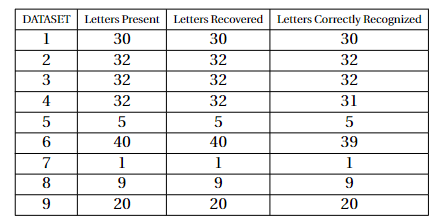 DATASET Letters Present Letters Recovered Letters Correctly Recognized
1 30 30 30
2 32 32 32
3 32 32 32
4 32 32 31
5 5 5 5
6 40 40 39
7 1 1 1
8 9 9 9
9 20 20 20